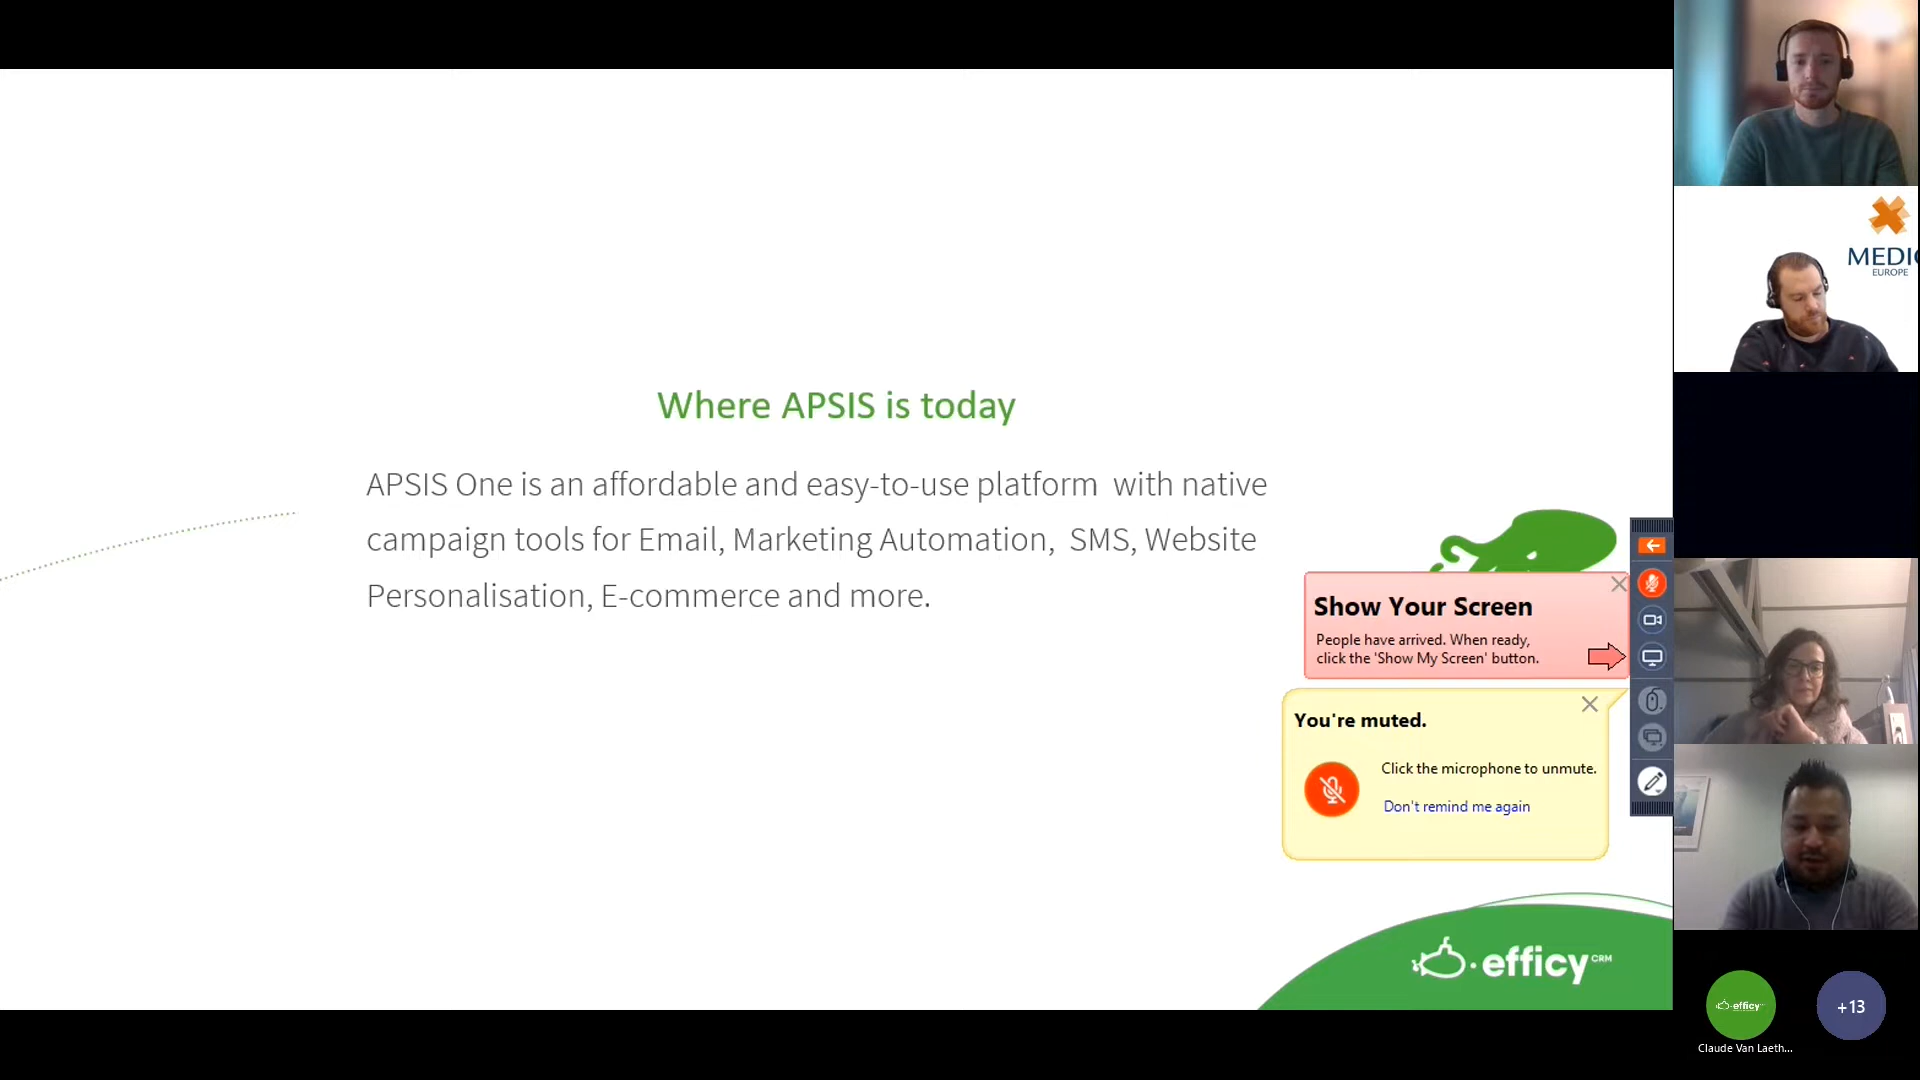 Where APSIS is today
APSIS One is an affordable and easy-to-use platform with native
campaign tools for Email, Marketing Automation, SMS, Website
Personalisation, E-commerce and more.
Show Your Screen
People have arrived. When ready,
click the 'Show My Screen' button.
You're muted.
Click the microphone to unmute.
Don't remind me again
efficy CRM
MEDI
EUROPE
efficy
+13
Claude Van Laeth...